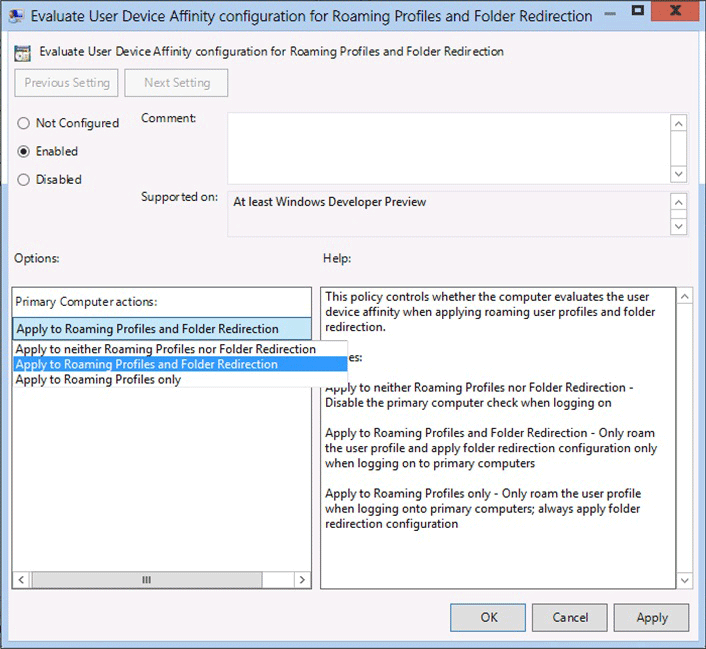 Evaluate User Device Affinity configuration for Roaming Profiles and Folder Redirection
Evaluate User Device Affinity configuration for Roaming Profiles and Folder Redirection
Previous Setting
Next Setting
Not Configured
Enabled
Disabled
Comment:
Supported on:
At least Windows Developer Preview
Options:
Help:
Primary Computer actions:
Apply to Roaming Profiles and Folder Redirection
Apply to neither Roaming Profiles nor Folder Redirection
Apply to Roaming Profiles and Folder Redirection
Apply to Roaming Profiles only
This policy controls whether the computer evaluates the user
device affinity when applying roaming user profiles and folder
redirection.
es:
Apply to neither Roaming Profiles nor Folder Redirection -
Disable the primary computer check when logging on
Apply to Roaming Profiles and Folder Redirection - Only roam
the user profile and apply folder redirection configuration only
when logging on to primary computers
Apply to Roaming Profiles only - Only roam the user profile
when logging onto primary computers; always apply folder
redirection configuration
OK
Cancel
Apply